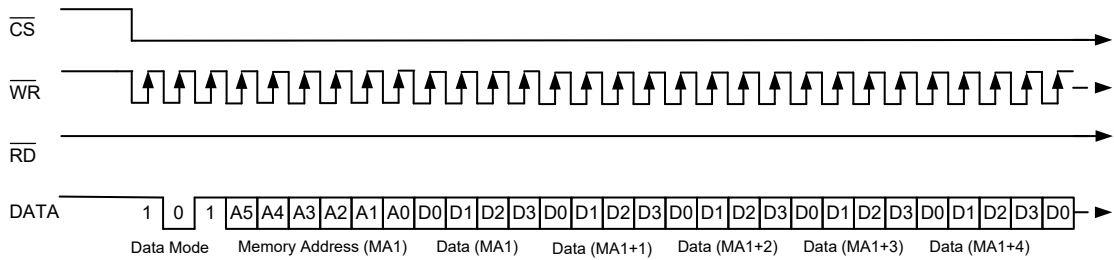 CS
WR
RD
DATA 1 0 1 A5 A4 A3 A2 A1 A0 D0 D1 D2 D3 D0 D1 D2 D3 D0 D1 D2 D3 D0 D1 D2 D3 D0 D1 D2 D3 D0
Data Mode Memory Address (MA1) Data (MA1) Data (MA1+1) Data (MA1+2) Data (MA1+3) Data (MA1+4)